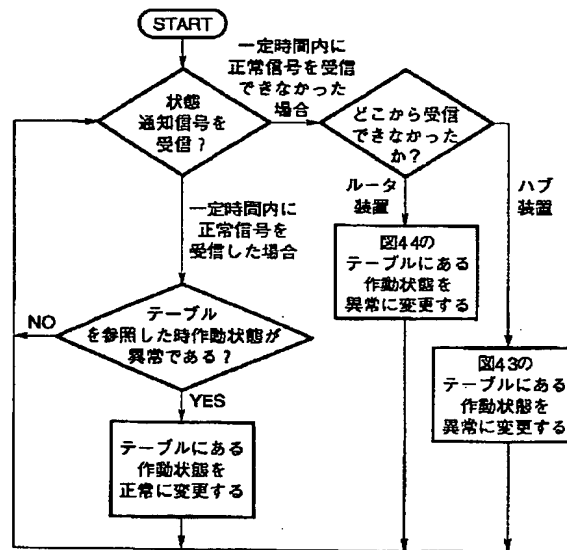 START
一定時間内に
正常信号を受信
できなかった
場合
状態
通知信号を
受信?
どこから受信
できなかった
か?
ルータ
装置
ハブ
装置
一定時間内に
正常信号を
受信した場合
図44の
テーブルにある
作動状態を
異常に変更する
テーブル
を参照した時作動状態が
異常である?
NO
図43の
テーブルにある
作動状態を
異常に変更する
YES
テーブルにある
作動状態を
正常に変更する